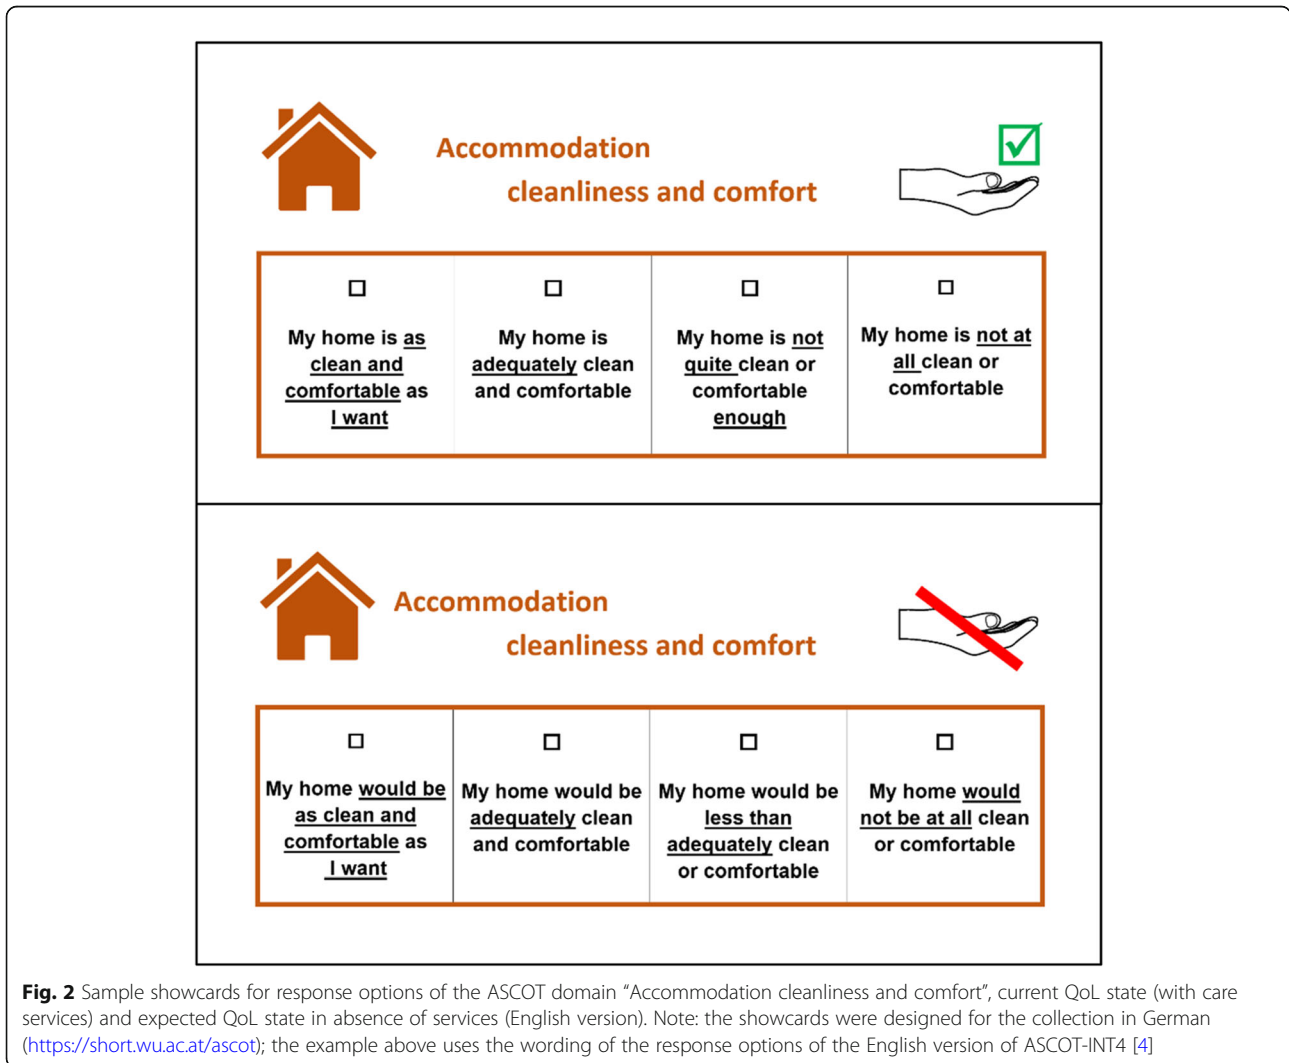 Accommodation
cleanliness and comfort
My home is as
clean and
comfortable as
I want
My home is
adequately clean
and comfortable
My home is not
quite clean or
comfortable
enough
My home is not at
all clean or
comfortable
Accommodation
cleanliness and comfort
My home would be
as clean and
comfortable as
I want
My home would be
adequately clean
and comfortable
My home would be
less than
adequately clean
or comfortable
My home would
not be at all clean
or comfortable
Fig. 2 Sample showcards for response options of the ASCOT domain “Accommodation cleanliness and comfort”, current QoL state (with care
services) and expected QoL state in absence of services (English version). Note: the showcards were designed for the collection in German
(https://short.wu.ac.at/ascot); the example above uses the wording of the response options of the English version of ASCOT-INT4 [4]